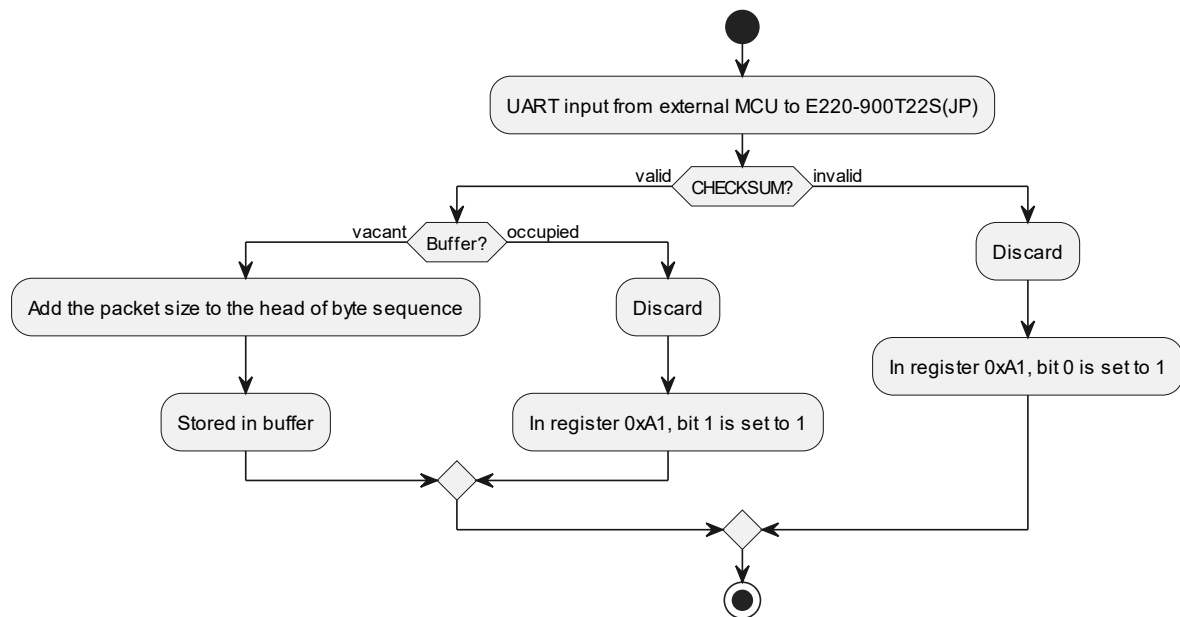 UART input from external MCU to E220-900T22S(JP)
valid
CHECKSUM?
invalid
vacant
Buffer?
occupied
Discard
Add the packet size to the head of byte sequence
Discard
In register 0xA1, bit 0 is set to 1
Stored in buffer
In register 0xA1, bit 1 is set to 1